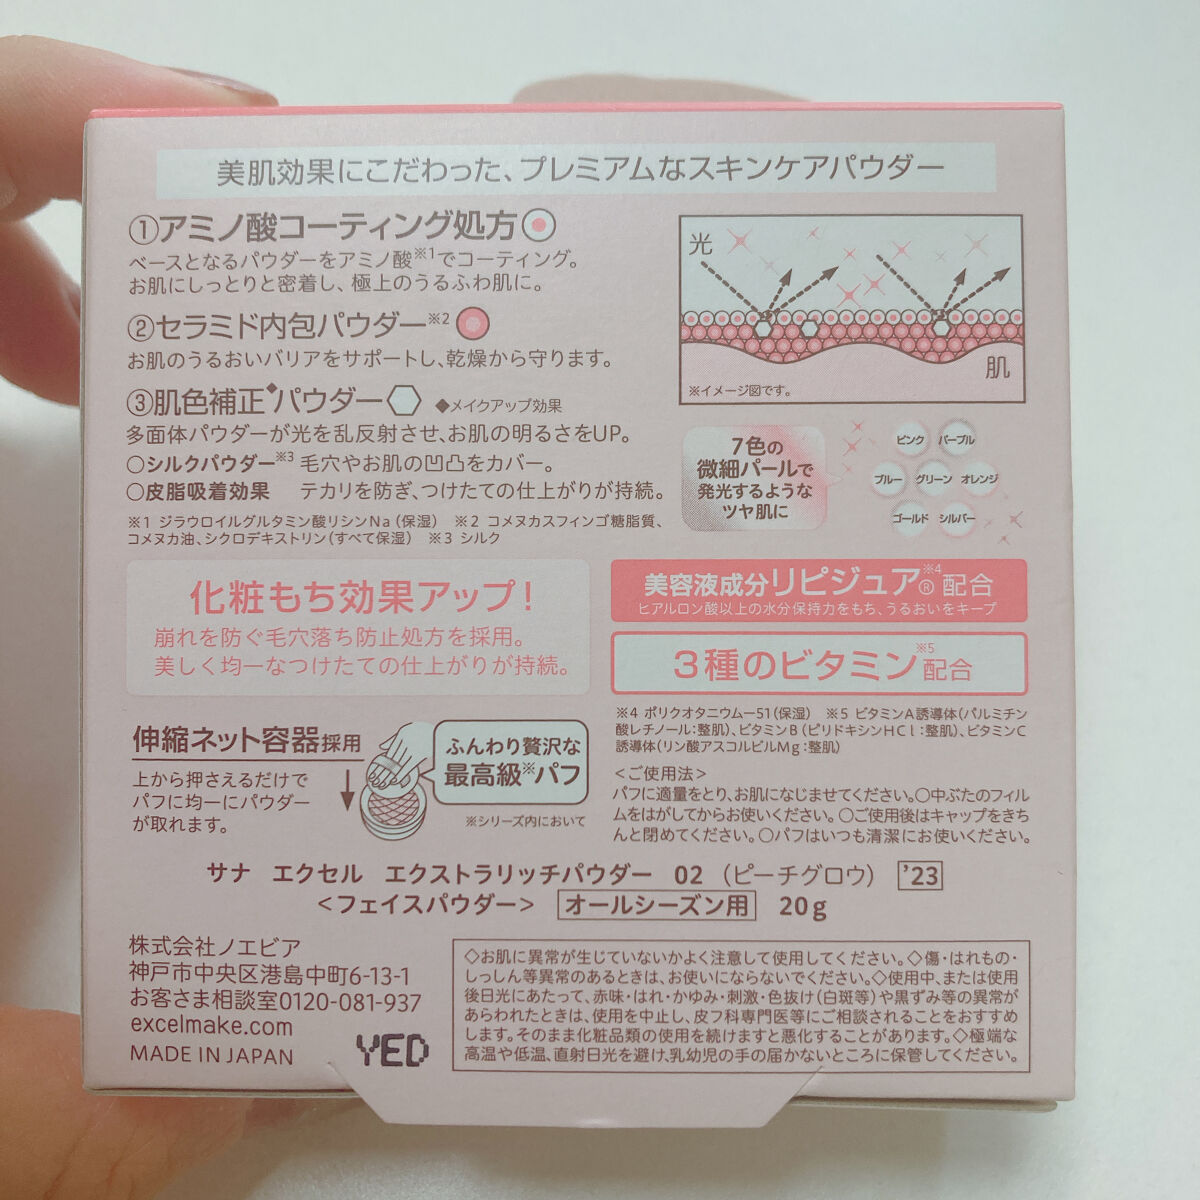 美肌効果にこだわった、プレミアムなスキンケアパウダー
①アミノ酸コーティング処方
ベースとなるパウダーをアミノ酸※1でコーティング。
お肌にしっとりと密着し、極上のうるふわ肌に。
②セラミド内包パウダー※2
お肌のうるおいバリアをサポートし、乾燥から守ります。
③肌色補正◆パウダー ◆メイクアップ効果
多面体パウダーが光を乱反射させ、お肌の明るさをUP。
○シルクパウダー※3 毛穴やお肌の凹凸をカバー。
○皮脂吸着効果 テカリを防ぎ、つけたての仕上がりが持続。
※1 ジラウロイルグルタミン酸リシンNa(保湿) ※2 コメヌカスフィンゴ糖脂質、
コメヌカ油、シクロデキストリン(すべて保湿) ※3 シルク
光
肌
※イメージ図です。
7色の
微細パールで
発光するような
ツヤ肌に
ピンク パープル
ブルー グリーン オレンジ
ゴールド シルバー
化粧もち効果アップ!
崩れを防ぐ毛穴落ち防止処方を採用。
美しく均一なつけたての仕上がりが持続。
美容液成分リピジュア®※4配合
ヒアルロン酸以上の水分保持力をもち、うるおいをキープ
3種のビタミン※5配合
※4 ポリクオタニウム-51(保湿) ※5 ビタミンA誘導体(パルミチン
酸レチノール:整肌)、ビタミンB(ピリドキシンHCl:整肌)、ビタミンC
誘導体(リン酸アスコルビルMg:整肌)
伸縮ネット容器採用
上から押さえるだけで
パフに均一にパウダー
が取れます。
ふんわり贅沢な
最高級※パフ
※シリーズ内において
<ご使用法>
パフに適量をとり、お肌になじませてください。○中ぶたのフィル
ムをはがしてからお使いください。○ご使用後はキャップをきち
んと閉めてください。○パフはいつも清潔にお使いください。
サナ エクセル エクストラリッチパウダー 02 (ピーチグロウ) '23
<フェイスパウダー> オールシーズン用 20g
株式会社ノエビア
神戸市中央区港島中町6-13-1
お客さま相談室0120-081-937
excelmake.com
MADE IN JAPAN
YED
◇お肌に異常が生じていないかよく注意して使用してください。◇傷・はれもの・
しっしん等異常のあるときは、お使いにならないでください。◇使用中、または使用
後日光にあたって、赤味・はれ・かゆみ・刺激・色抜け(白斑等)や黒ずみ等の異常が
あらわれたときは、使用を中止し、皮フ科専門医等にご相談されることをおすすめ
します。そのまま化粧品類の使用を続けますと悪化することがあります。◇極端な
高温や低温、直射日光を避け、乳幼児の手の届かないところに保管してください。